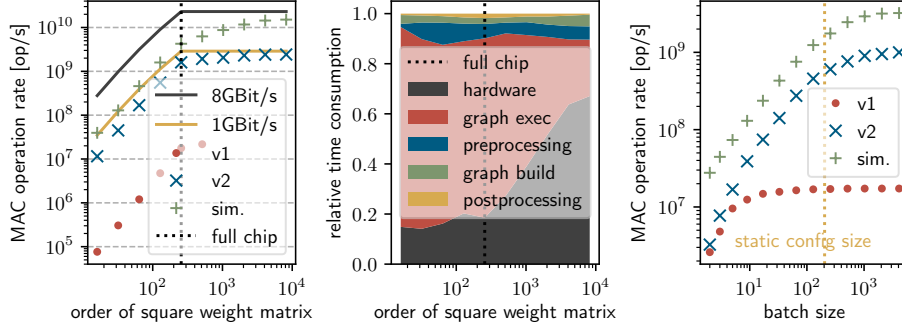 MAC operation rate [op/s]
10^10
10^9
10^8
10^7
10^6
10^5
8GBit/s
1GBit/s
v1
v2
sim.
full chip
10^2 10^3 10^4
order of square weight matrix
relative time consumption
1.0
0.8
0.6
0.4
0.2
0.0
full chip
hardware
graph exec
preprocessing
graph build
postprocessing
10^2 10^3 10^4
order of square weight matrix
MAC operation rate [op/s]
10^9
10^8
10^7
v1
v2
sim.
static config size
10^1 10^2 10^3
batch size